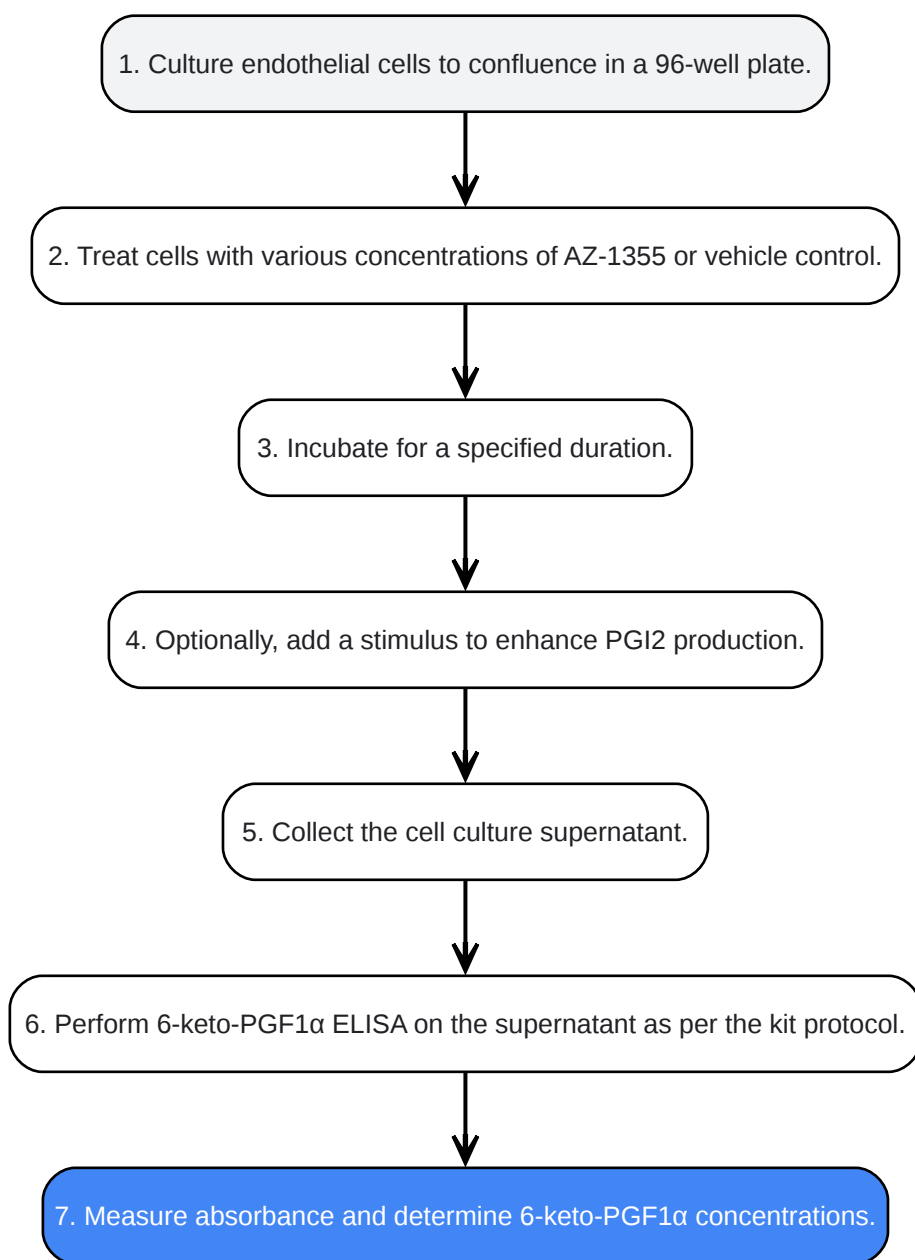 1. Culture endothelial cells to confluence in a 96-well plate.
2. Treat cells with various concentrations of AZ-1355 or vehicle control.
3. Incubate for a specified duration.
4. Optionally, add a stimulus to enhance PGI2 production.
5. Collect the cell culture supernatant.
6. Perform 6-keto-PGF1α ELISA on the supernatant as per the kit protocol.
7. Measure absorbance and determine 6-keto-PGF1α concentrations.